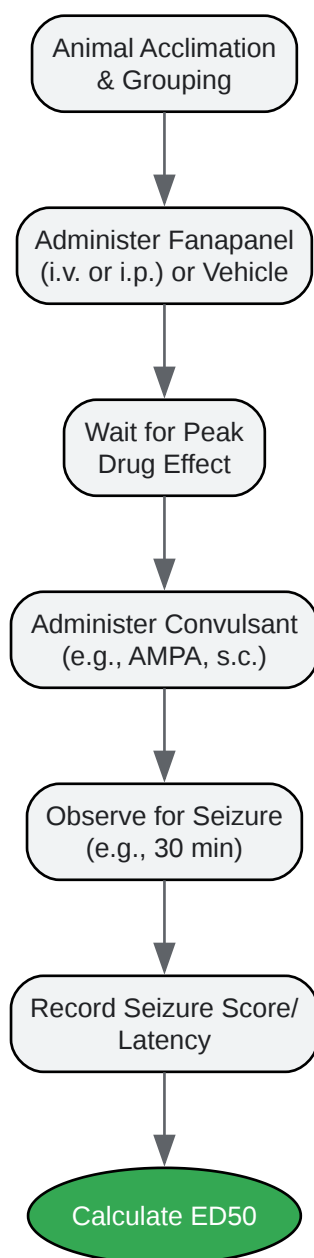 Animal Acclimation
& Grouping
Administer Fanapanel
(i.v. or i.p.) or Vehicle
Wait for Peak
Drug Effect
Administer Convulsant
(e.g., AMPA, s.c.)
Observe for Seizure
(e.g., 30 min)
Record Seizure Score/
Latency
Calculate ED50